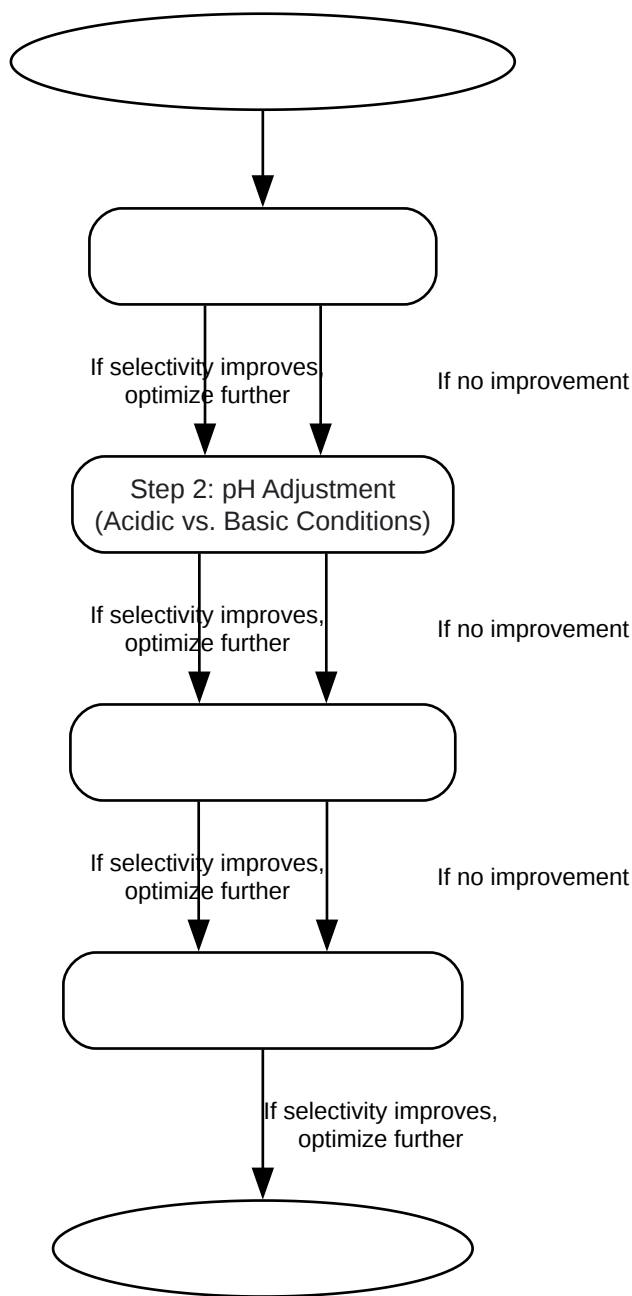 If selectivity improves,
optimize further
If no improvement
Step 2: pH Adjustment
(Acidic vs. Basic Conditions)
If selectivity improves,
optimize further
If no improvement
If selectivity improves,
optimize further
If no improvement
If selectivity improves,
optimize further